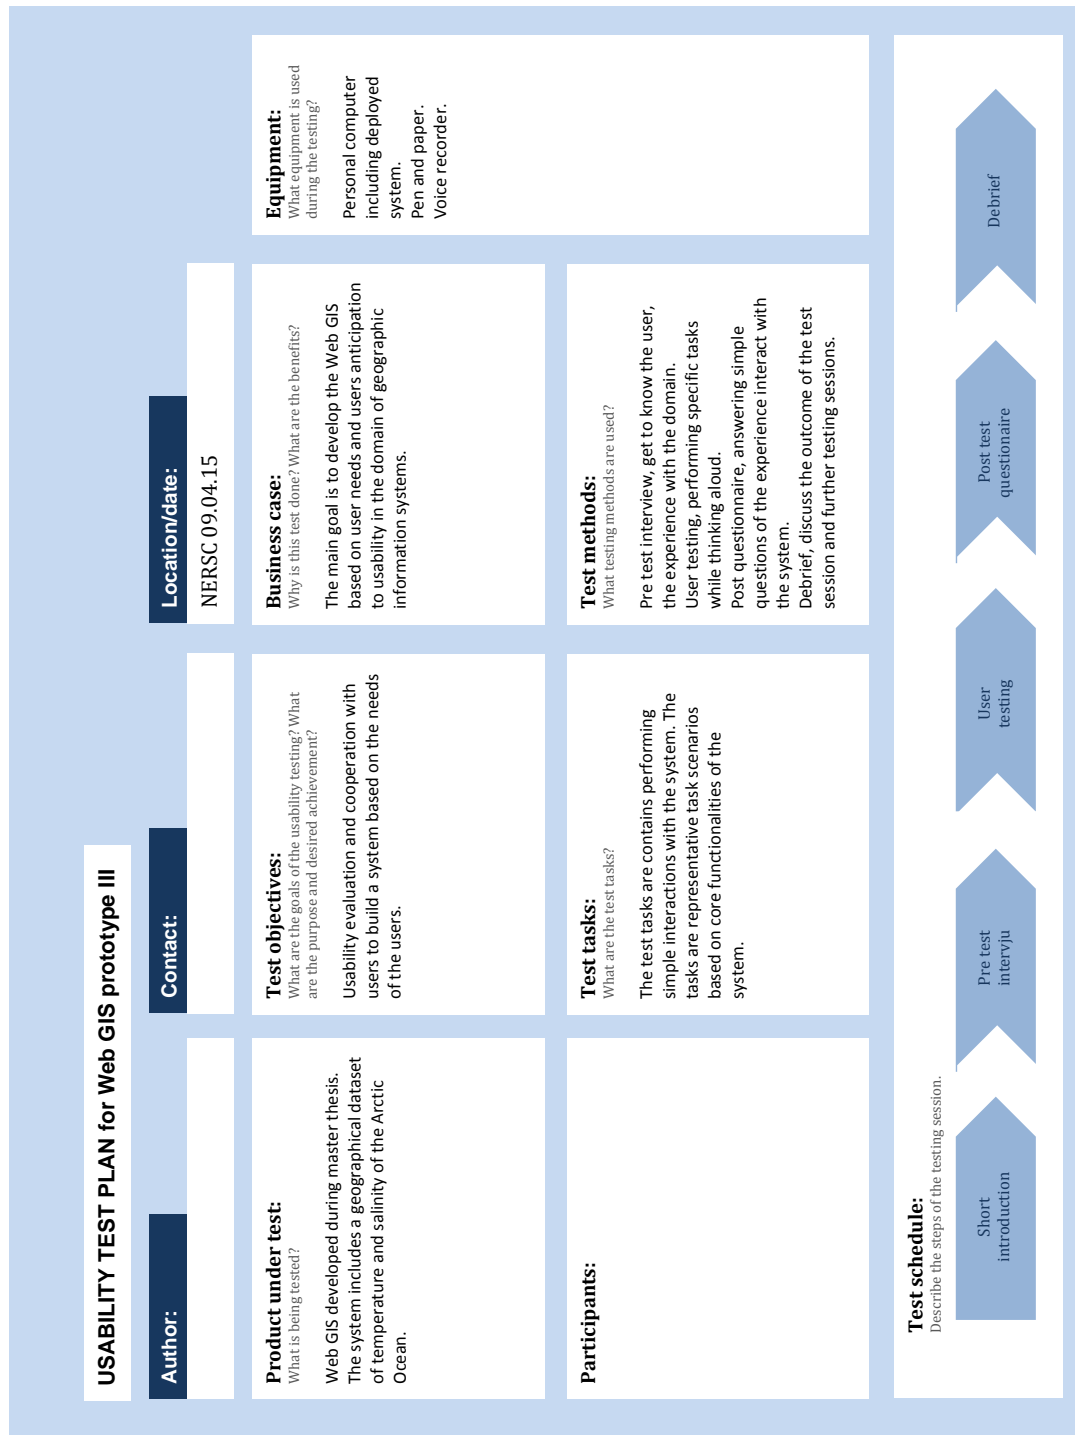 USABILITY TEST PLAN for Web GIS prototype III
Author:
Contact:
Location/date:
NERSC 09.04.15
Product under test:
What is being tested?
Web GIS developed during master thesis.
The system includes a geographical dataset
of temperature and salinity of the Arctic
Ocean.
Test objectives:
What are the goals of the usability testing? What
are the purpose and desired achievement?
Usability evaluation and cooperation with
users to build a system based on the needs
of the users.
Business case:
Why is this test done? What are the benefits?
The main goal is to develop the Web GIS
based on user needs and users anticipation
to usability in the domain of geographic
information systems.
Equipment:
What equipment is used
during the testing?
Personal computer
including deployed
system.
Pen and paper.
Voice recorder.
Participants:
Test tasks:
What are the test tasks?
The test tasks are contains performing
simple interactions with the system. The
tasks are representative task scenarios
based on core functionalities of the
system.
Test methods:
What testing methods are used?
Pre test interview, get to know the user,
the experience with the domain.
User testing, performing specific tasks
while thinking aloud.
Post questionnaire, answering simple
questions of the experience interact with
the system.
Debrief, discuss the outcome of the test
session and further testing sessions.
Test schedule:
Describe the steps of the testing session.
Short
introduction
Pre test
intervju
User
testing
Post test
questionaire
Debrief